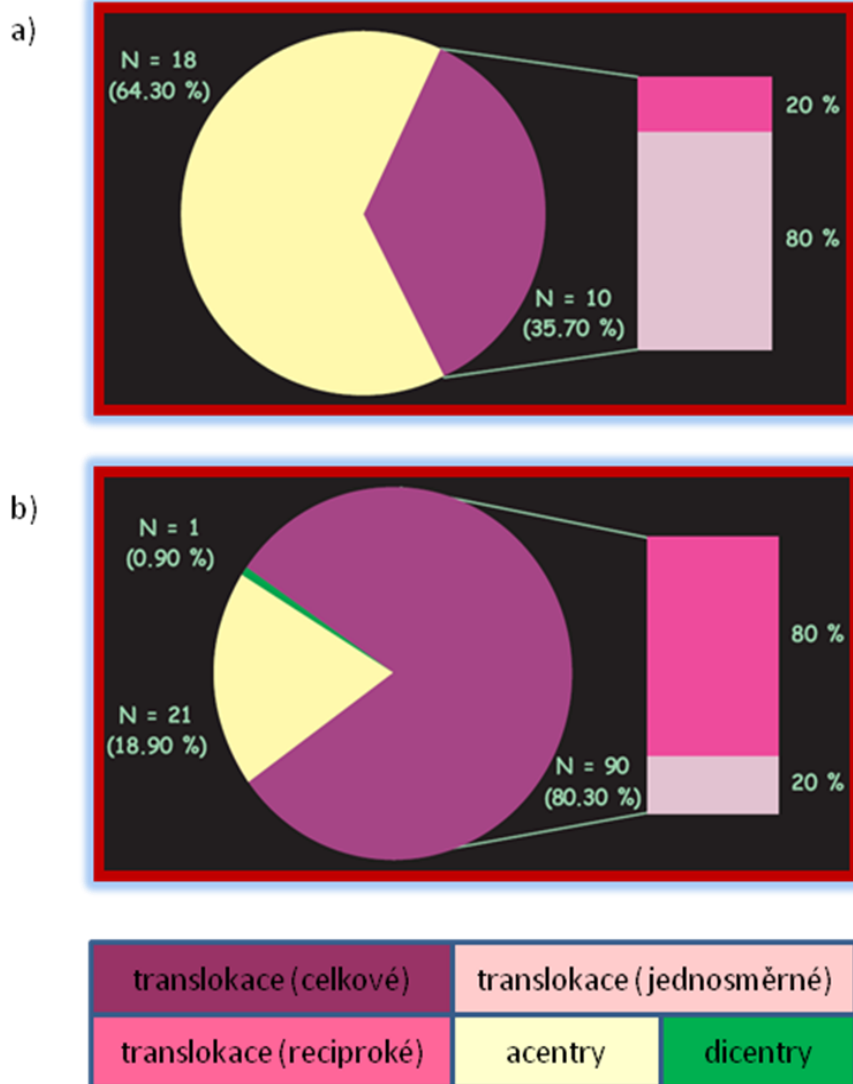 a)
N = 18
(64.30 %)
20 %
80 %
N = 10
(35.70 %)
b)
N = 1
(0.90 %)
N = 21
(18.90 %)
80 %
N = 90
(80.30 %)
20 %
translokace (celkové) translokace (jednosměrné)
translokace (reciproké) acentry dicentry